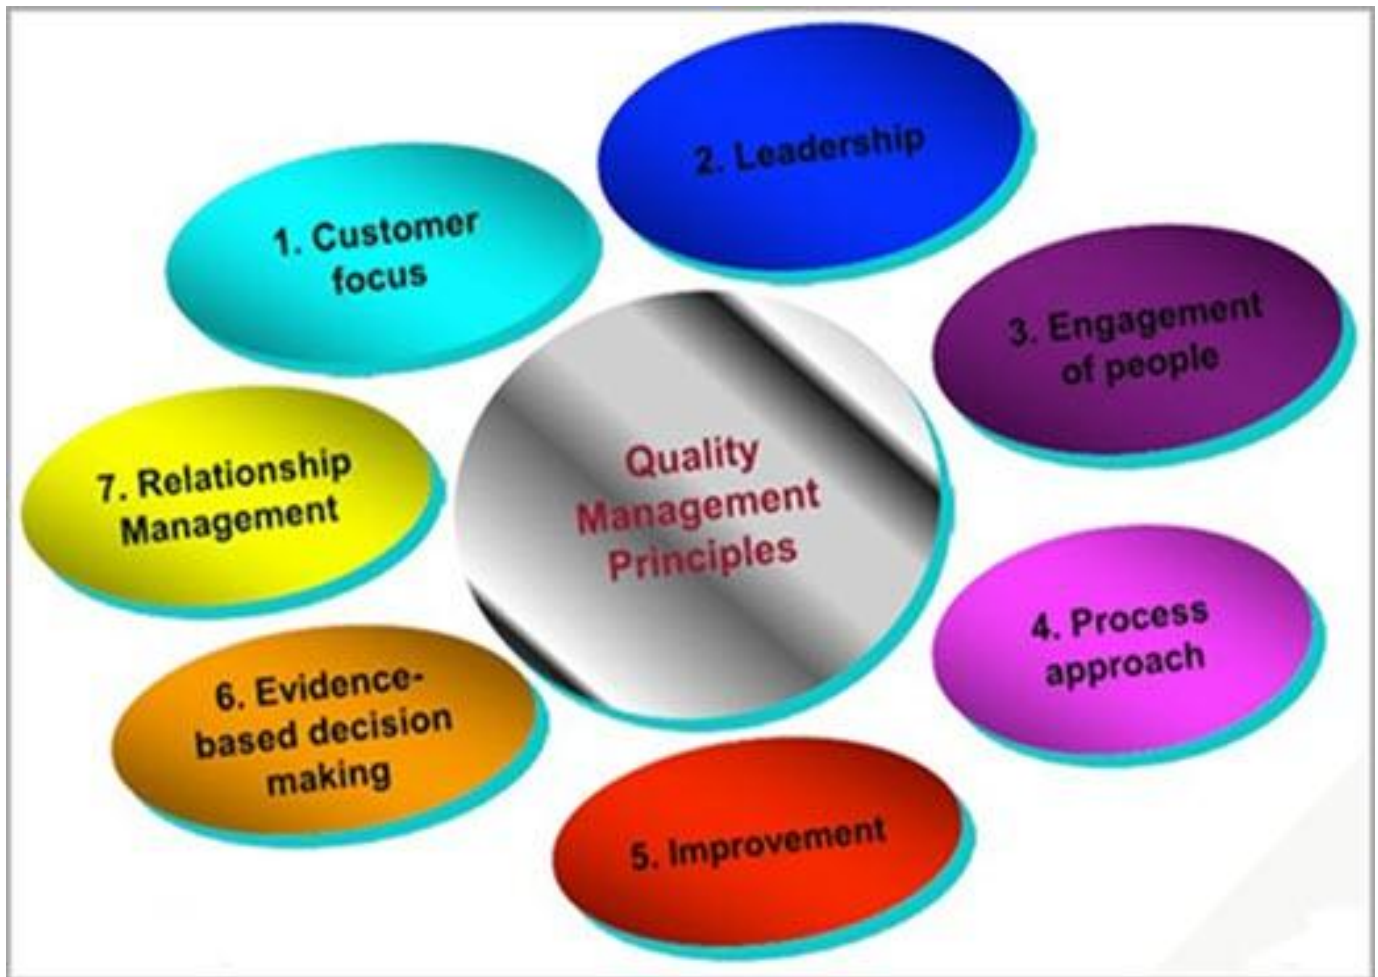 Quality
Management
Principles
1. Customer
focus
2. Leadership
3. Engagement
of people
4. Process
approach
5. Improvement
6. Evidence-
based decision
making
7. Relationship
Management